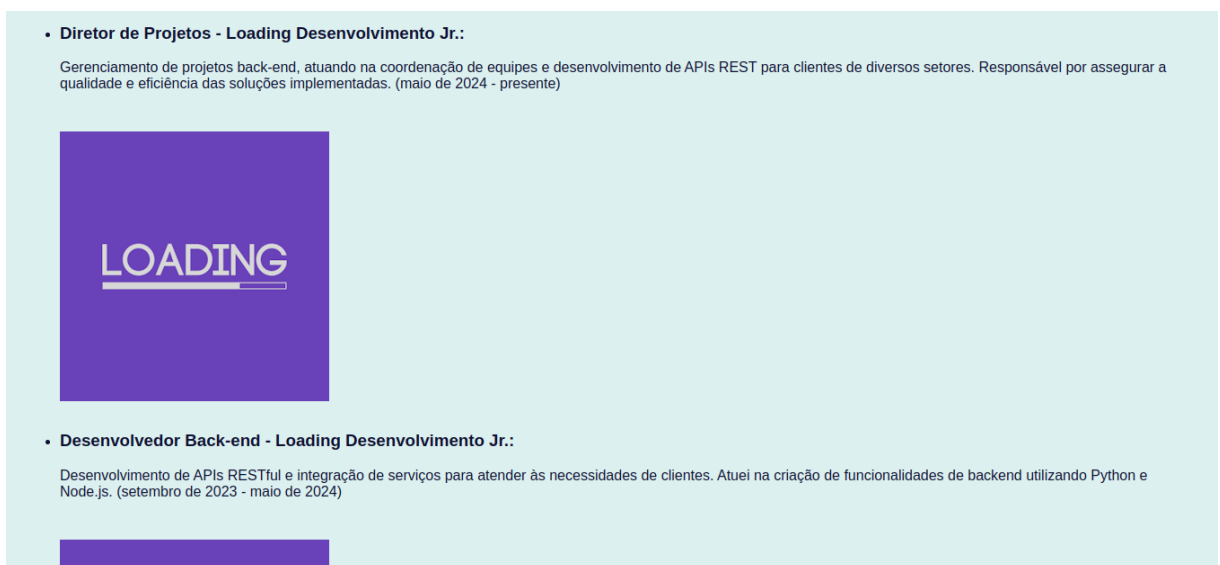 Diretor de Projetos - Loading Desenvolvimento Jr.:
Gerenciamento de projetos back-end, atuando na coordenação de equipes e desenvolvimento de APIs REST para clientes de diversos setores. Responsável por assegurar a
qualidade e eficiência das soluções implementadas. (maio de 2024 - presente)
LOADING
Desenvolvedor Back-end - Loading Desenvolvimento Jr.:
Desenvolvimento de APIs RESTful e integração de serviços para atender às necessidades de clientes. Atuei na criação de funcionalidades de backend utilizando Python e
Node.js. (setembro de 2023 - maio de 2024)